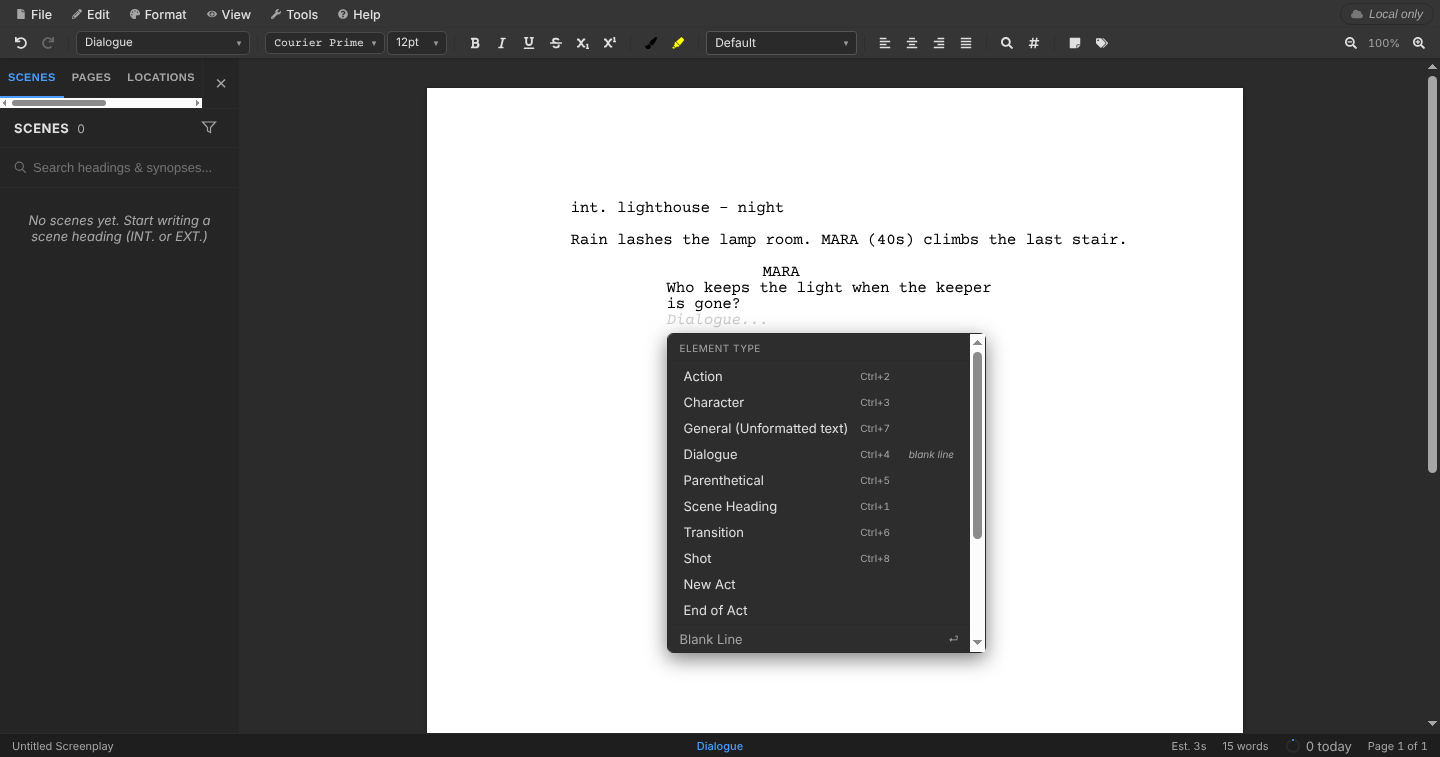 File Edit Format View Tools Help Local only
Dialogue Courier Prime 12pt B I U S X₁ X¹ Default # 100%
SCENES PAGES LOCATIONS ×
SCENES 0
Search headings & synopses...
No scenes yet. Start writing a
scene heading (INT. or EXT.)
int. lighthouse - night
Rain lashes the lamp room. MARA (40s) climbs the last stair.
MARA
Who keeps the light when the keeper
is gone?
Dialogue...
ELEMENT TYPE
Action Ctrl+2
Character Ctrl+3
General (Unformatted text) Ctrl+7
Dialogue Ctrl+4 blank line
Parenthetical Ctrl+5
Scene Heading Ctrl+1
Transition Ctrl+6
Shot Ctrl+8
New Act
End of Act
Blank Line ↵
Untitled Screenplay Dialogue Est. 3s 15 words 0 today Page 1 of 1